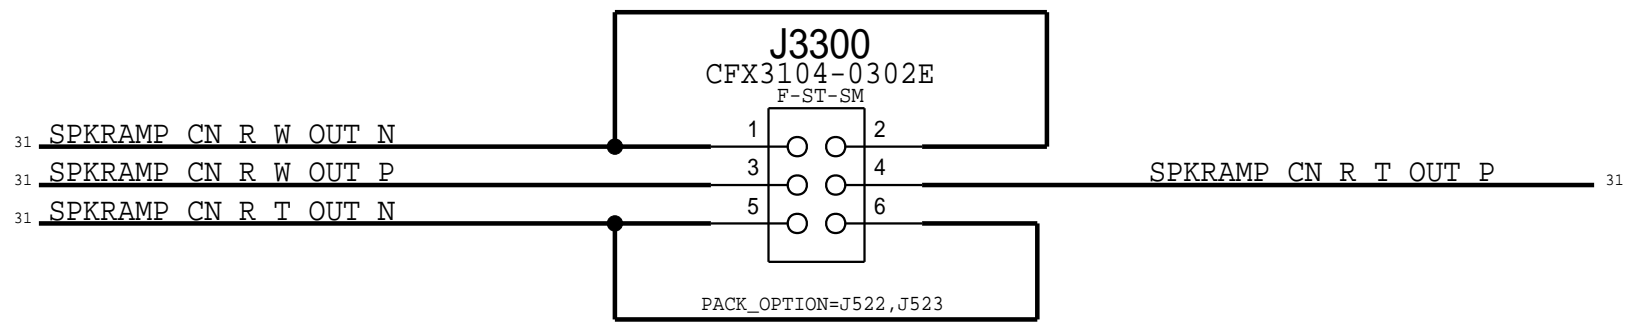 J3300
CFX3104-0302E
F-ST-SM
31 SPKRAMP CN R W OUT N 1 2
31 SPKRAMP CN R W OUT P 3 4 SPKRAMP CN R T OUT P 31
31 SPKRAMP CN R T OUT N 5 6
PACK_OPTION=J522,J523